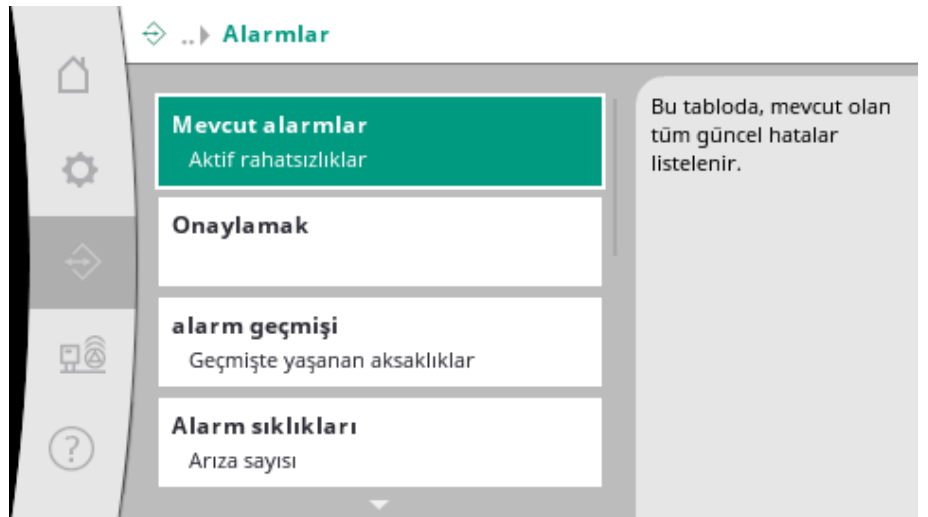 ..▸ Alarmlar
Mevcut alarmlar
Aktif rahatsızlıklar
Onaylamak
alarm geçmişi
Geçmişte yaşanan aksaklıklar
Alarm sıklıkları
Arıza sayısı
Bu tabloda, mevcut olan
tüm güncel hatalar
listelenir.
?